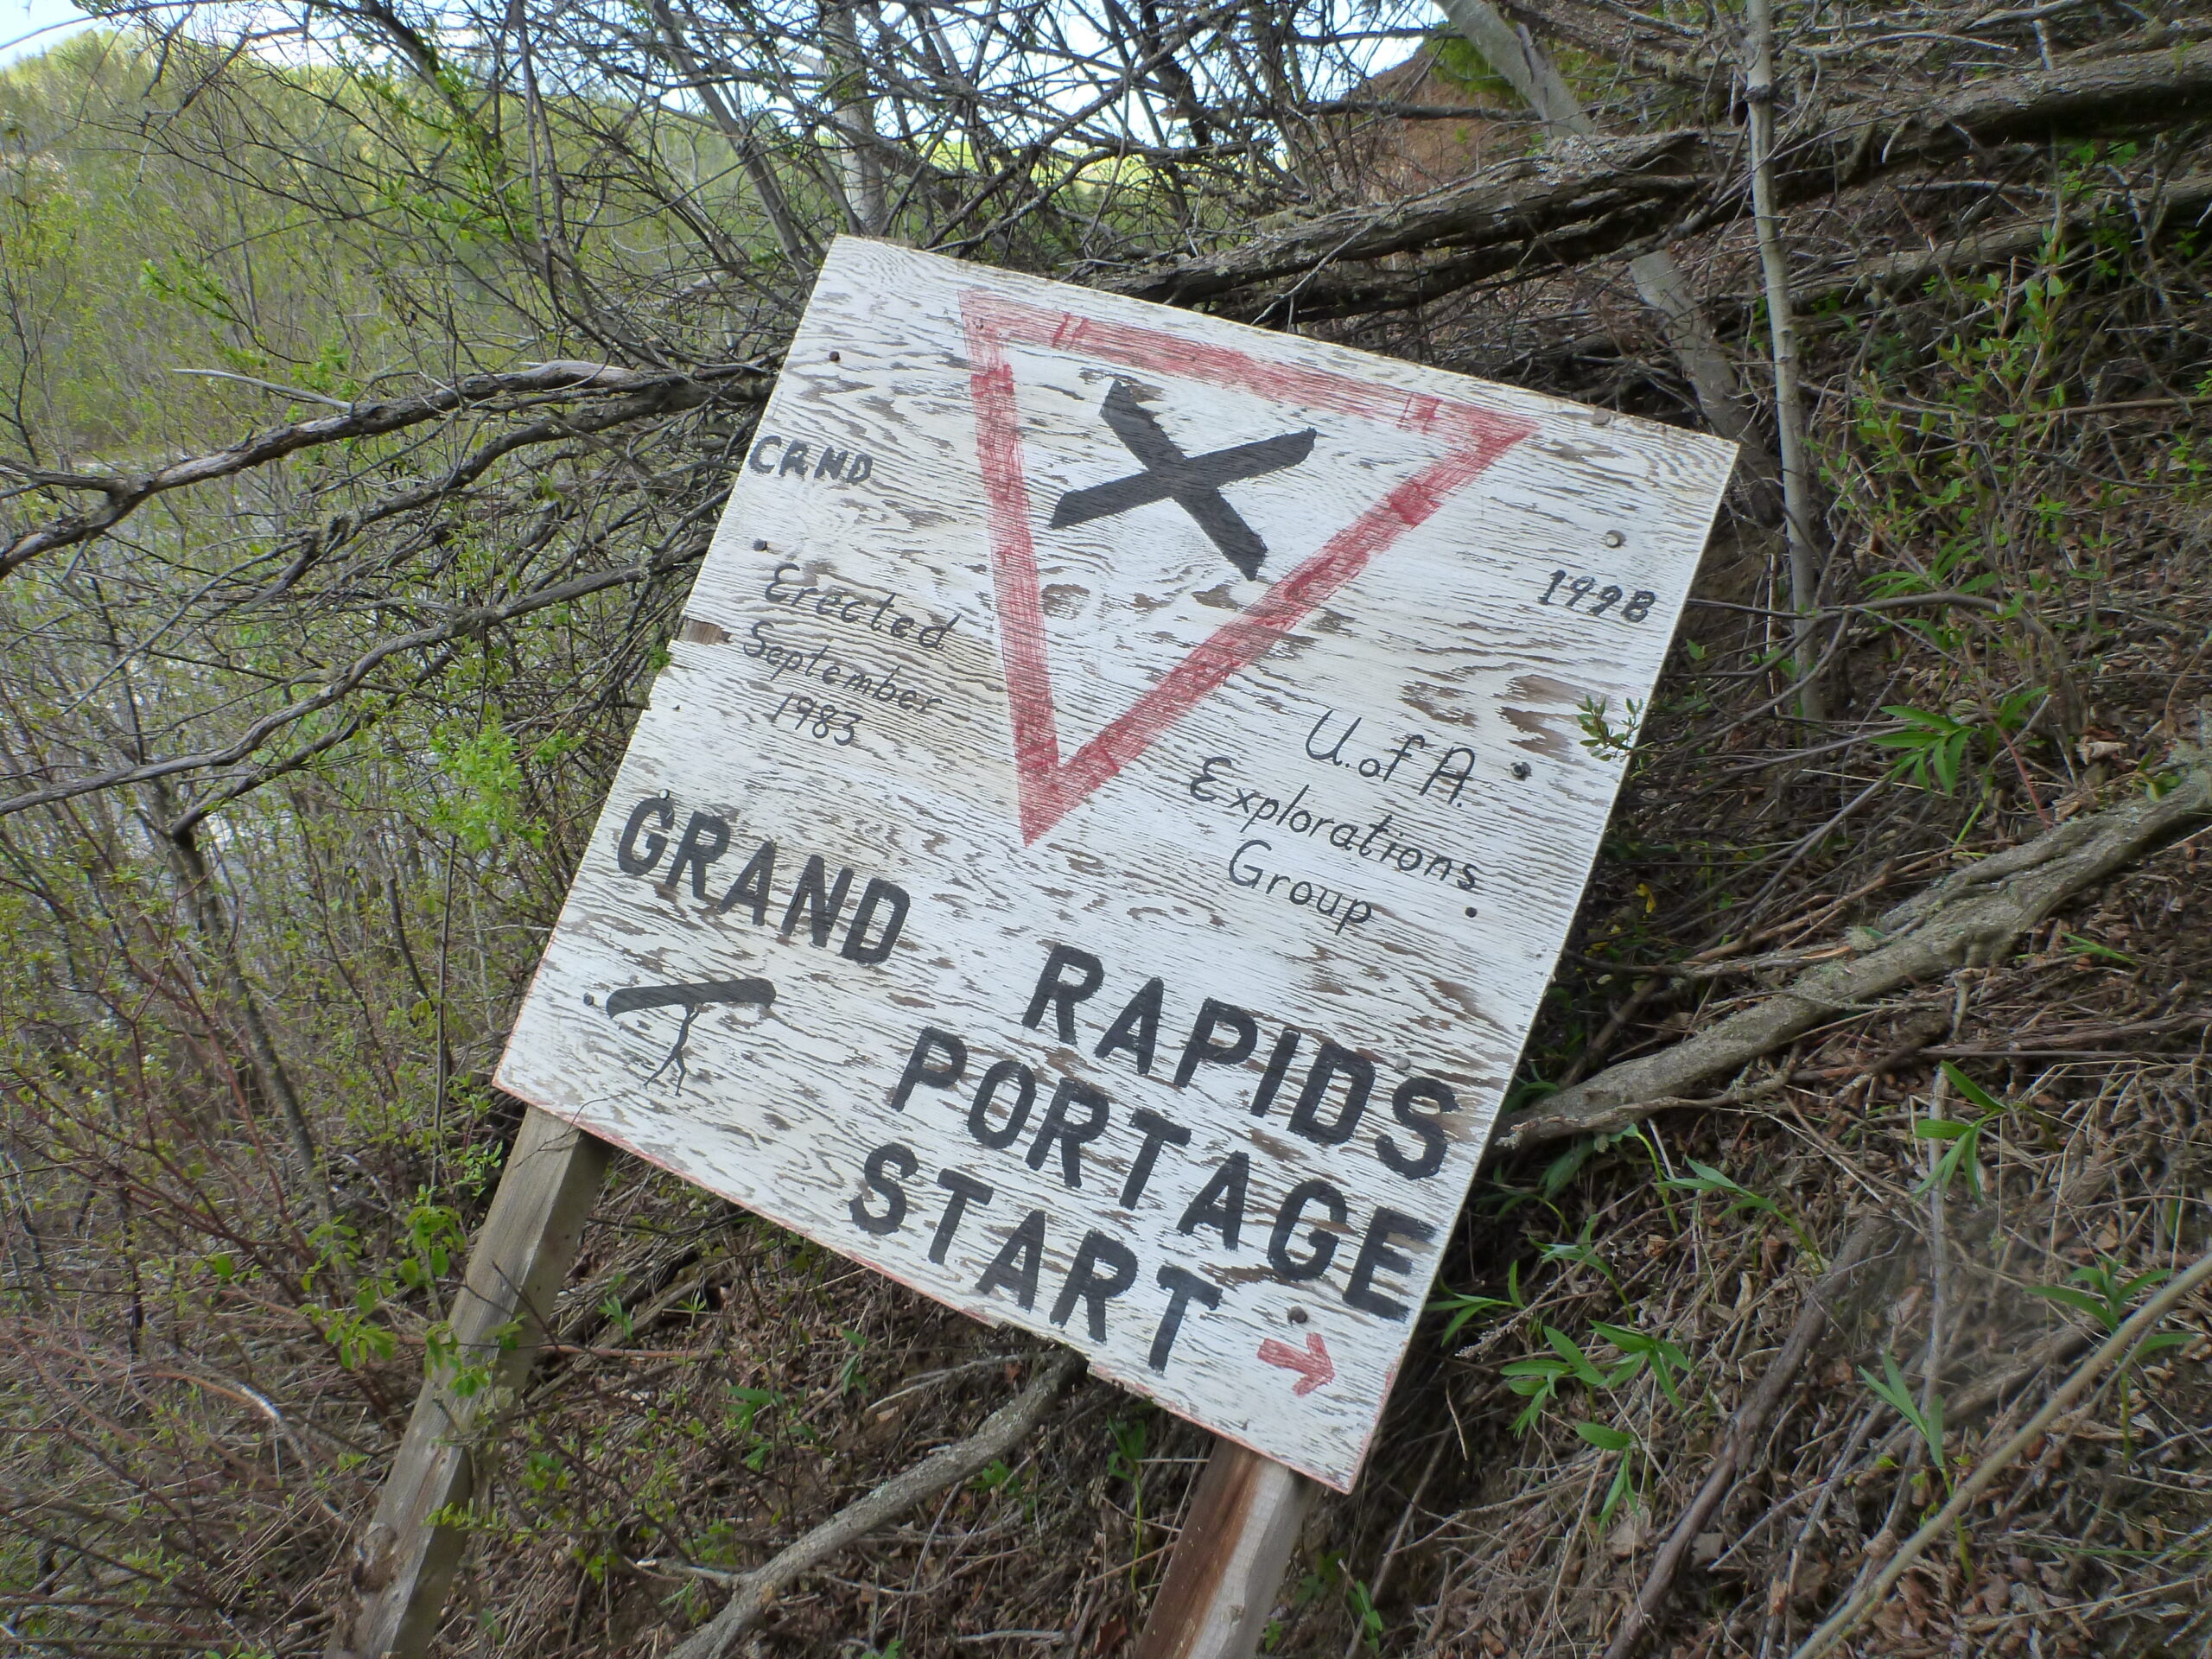 CRND
1998
Erected
September
1983
U. of A.
Explorations
Group
GRAND RAPIDS
PORTAGE
START